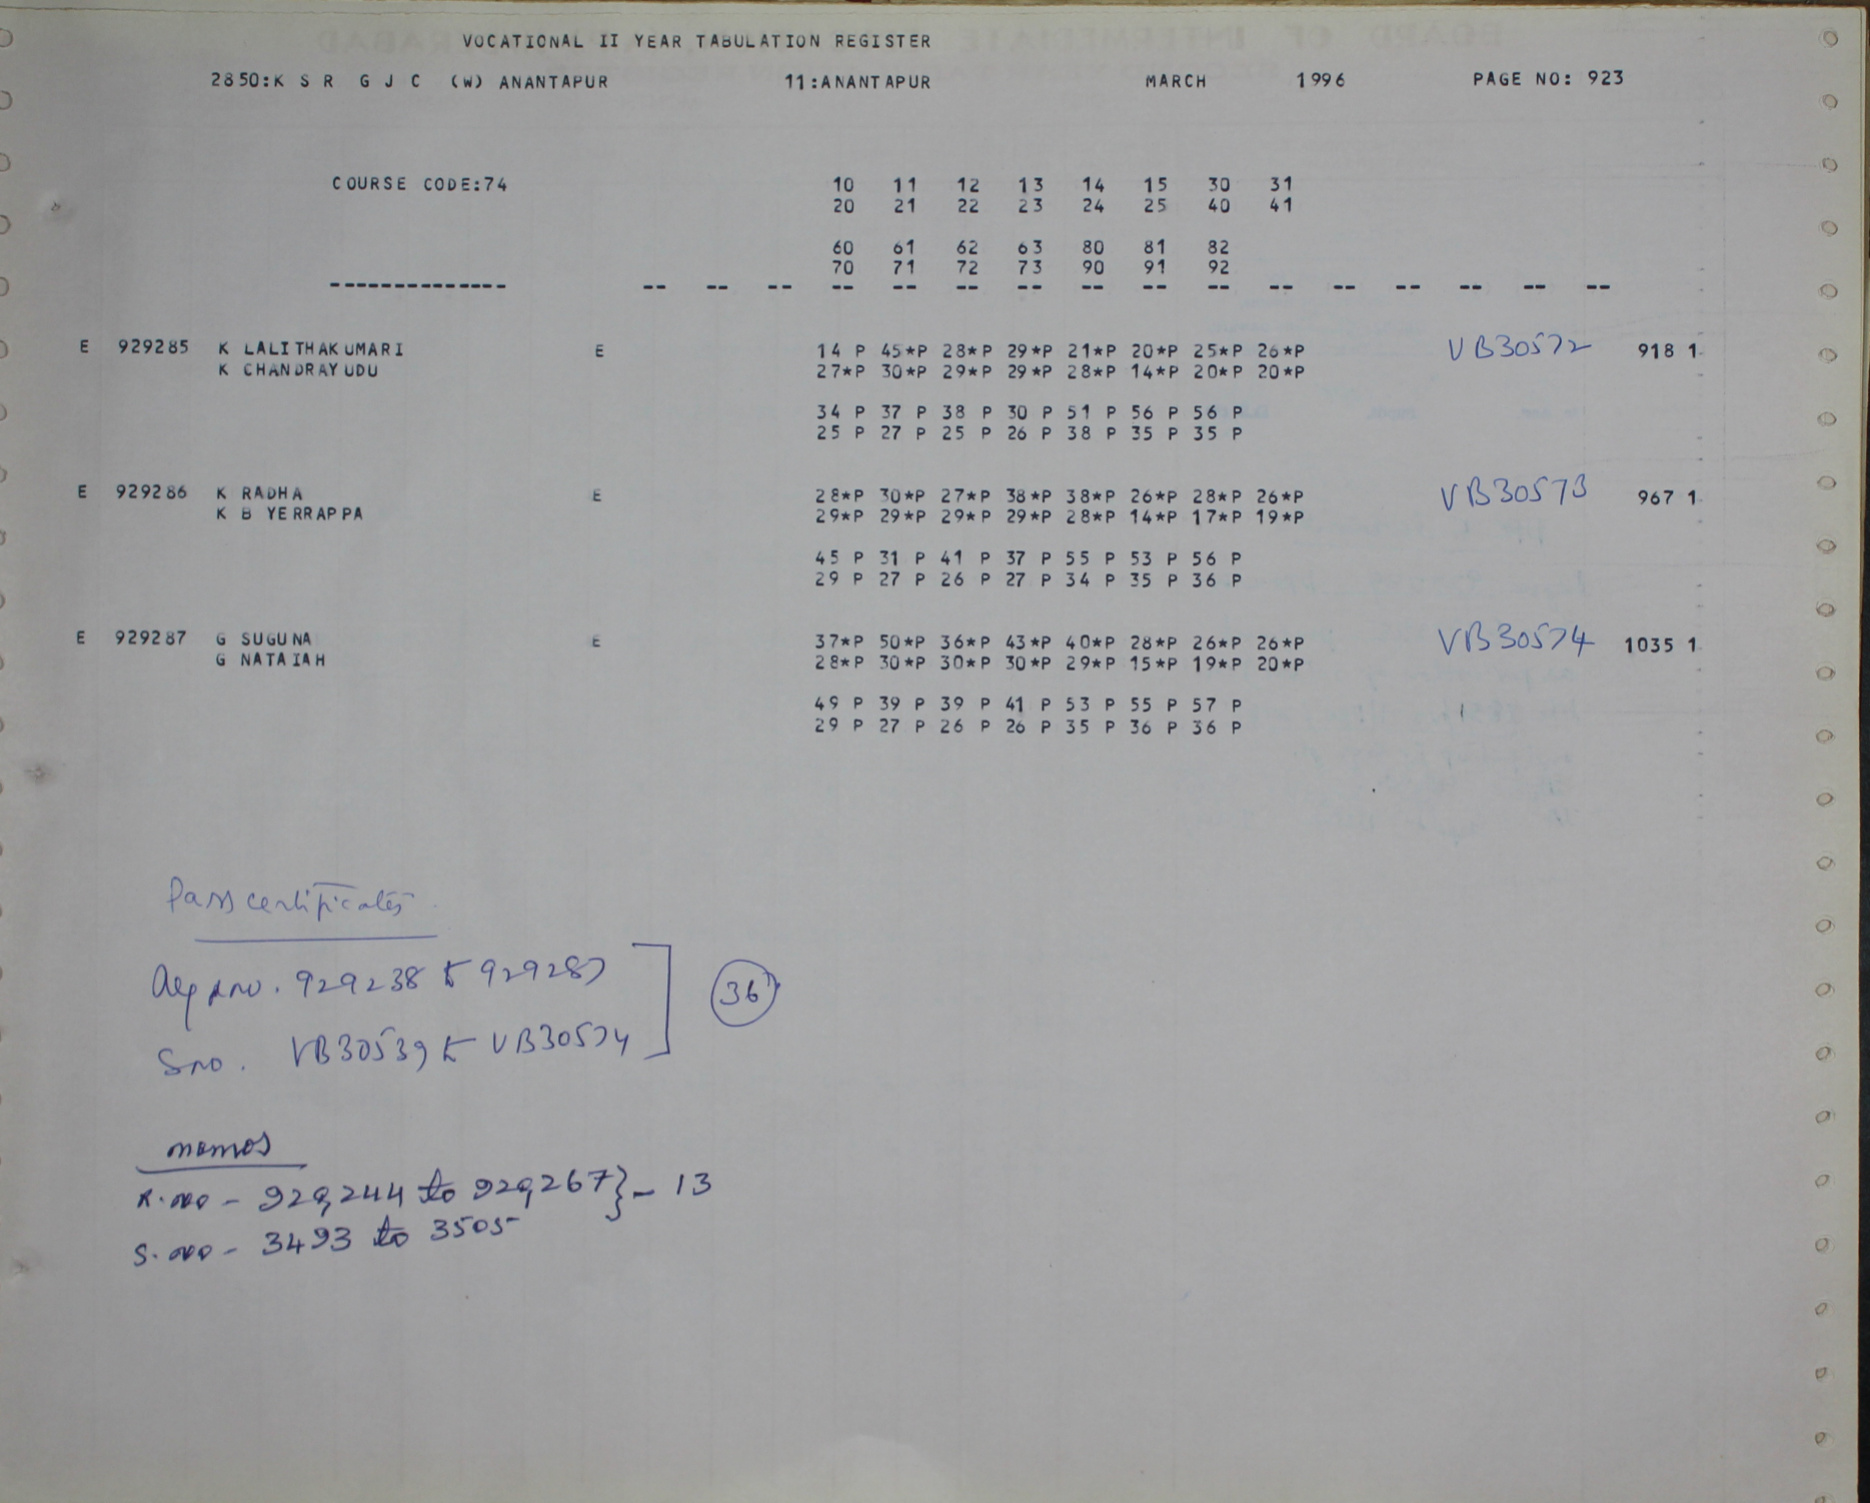 VOCATIONAL II YEAR TABULATION REGISTER
2850:K S R G J C (W) ANANTAPUR 11:ANANTAPUR MARCH 1996 PAGE NO: 923
COURSE CODE:74 10 11 12 13 14 15 30 31
20 21 22 23 24 25 40 41
60 61 62 63 80 81 82
70 71 72 73 90 91 92
-------------- -- -- -- -- -- -- -- -- -- -- -- -- -- -- -- --
E 929285 K LALITHAKUMARI E 14 P 45*P 28*P 29*P 21*P 20*P 25*P 26*P VB30572 918 1
K CHANDRAYUDU 27*P 30*P 29*P 29*P 28*P 14*P 20*P 20*P
34 P 37 P 38 P 30 P 51 P 56 P 56 P
25 P 27 P 25 P 26 P 38 P 35 P 35 P
E 929286 K RADHA E 28*P 30*P 27*P 38*P 38*P 26*P 28*P 26*P VB30573 967 1
K B YERRAPPA 29*P 29*P 29*P 29*P 28*P 14*P 17*P 19*P
45 P 31 P 41 P 37 P 55 P 53 P 56 P
29 P 27 P 26 P 27 P 34 P 35 P 36 P
E 929287 G SUGUNA E 37*P 50*P 36*P 43*P 40*P 28*P 26*P 26*P VB30574 1035 1
G NATAIAH 28*P 30*P 30*P 30*P 29*P 15*P 19*P 20*P
49 P 39 P 39 P 41 P 53 P 55 P 57 P
29 P 27 P 26 P 26 P 35 P 36 P 36 P
Pass certificates
929238 to 929287 36
Sno. VB30539 to VB30574
memos
R.no - 929244 to 929267} - 13
S.no - 3493 to 3505